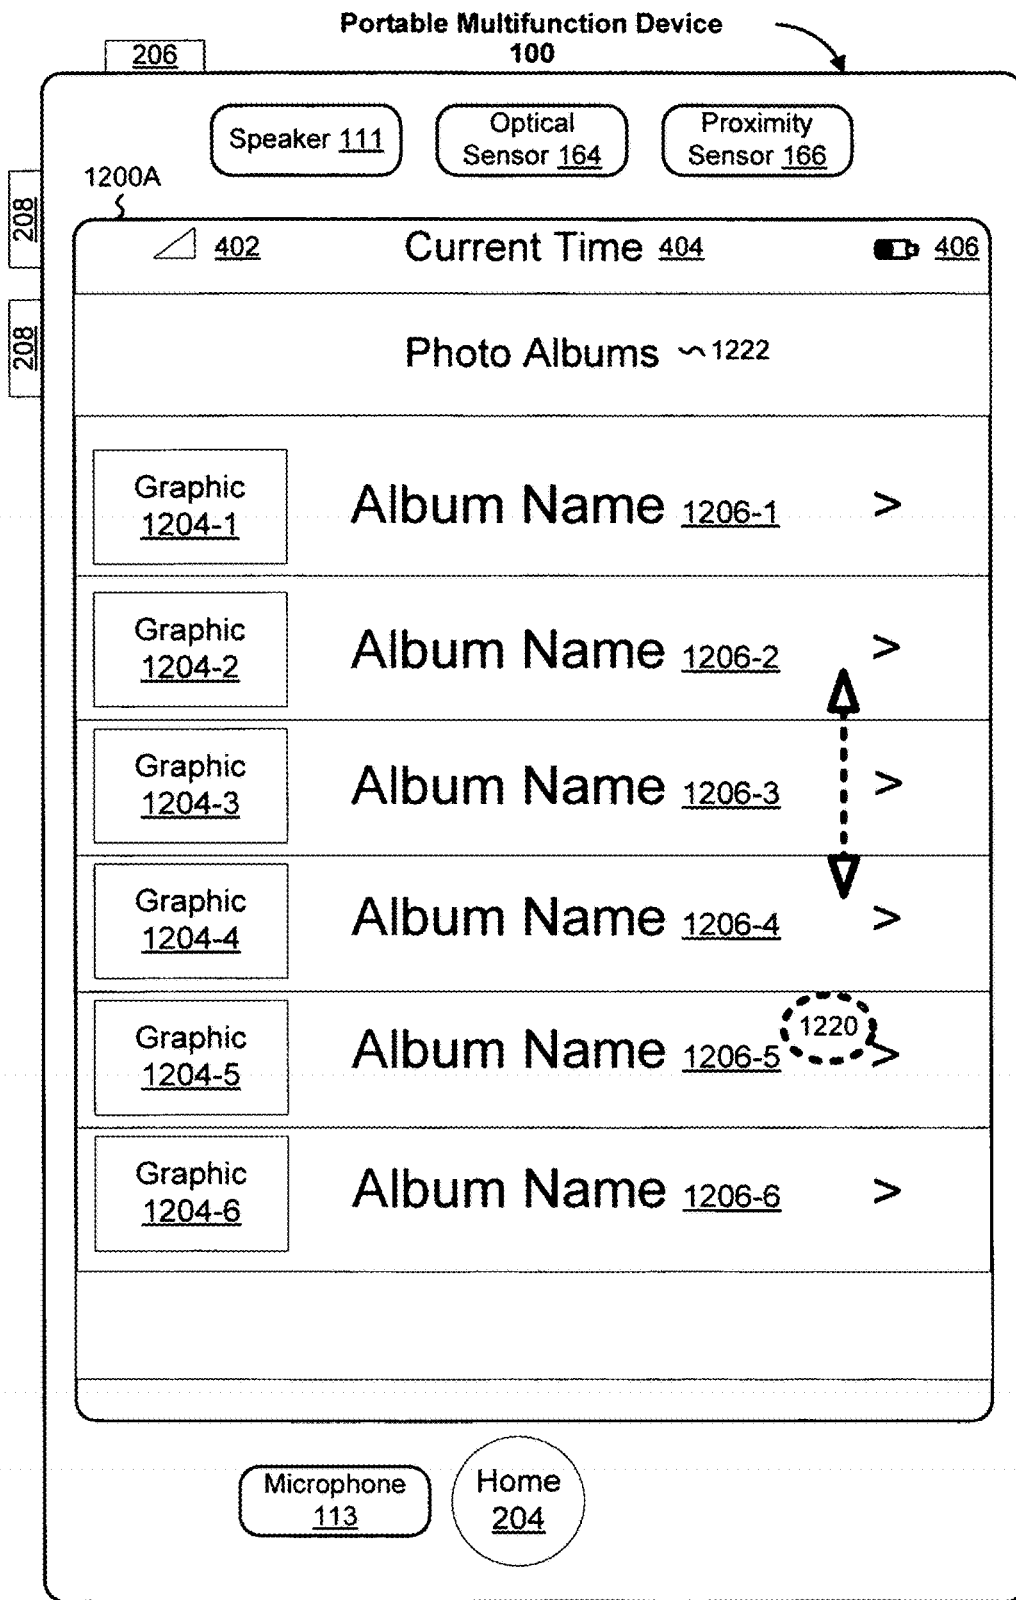 Portable Multifunction Device
100
206
Speaker 111
Optical
Sensor 164
Proximity
Sensor 166
1200A
208
208
402
Current Time 404
406
Photo Albums 1222
Graphic
1204-1
Album Name 1206-1 >
Graphic
1204-2
Album Name 1206-2 >
Graphic
1204-3
Album Name 1206-3 >
Graphic
1204-4
Album Name 1206-4 >
1220
Graphic
1204-5
Album Name 1206-5 >
Graphic
1204-6
Album Name 1206-6 >
Microphone
113
Home
204